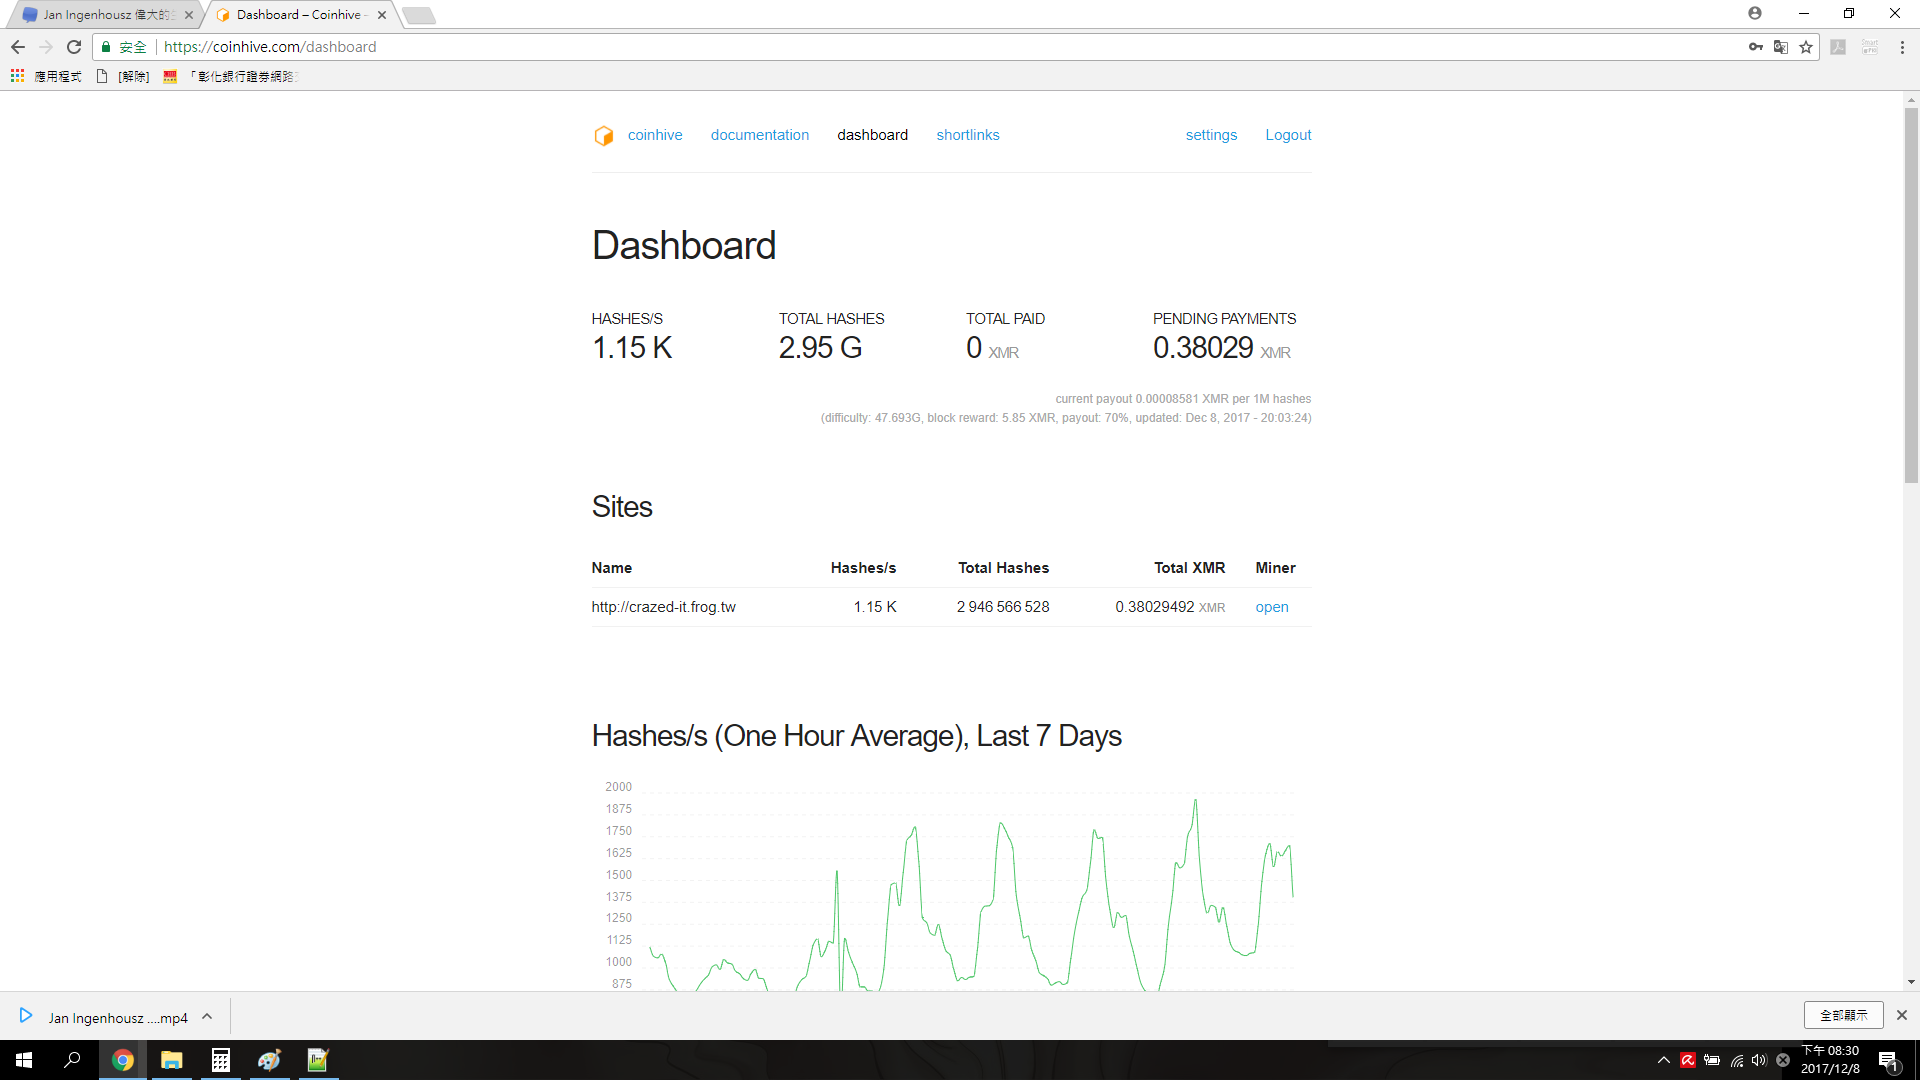 Jan Ingenhousz 偉大的
Dashboard – Coinhive -
安全 https://coinhive.com/dashboard
應用程式 [解除] 「彰化銀行證券網路
coinhive documentation dashboard shortlinks settings Logout
Dashboard
HASHES/S TOTAL HASHES TOTAL PAID PENDING PAYMENTS
1.15 K 2.95 G 0 XMR 0.38029 XMR
current payout 0.00008581 XMR per 1M hashes
(difficulty: 47.693G, block reward: 5.85 XMR, payout: 70%, updated: Dec 8, 2017 - 20:03:24)
Sites
Name Hashes/s Total Hashes Total XMR Miner
http://crazed-it.frog.tw 1.15 K 2 946 566 528 0.38029492 XMR open
Hashes/s (One Hour Average), Last 7 Days
2000
1875
1750
1625
1500
1375
1250
1125
1000
875
Jan Ingenhousz ....mp4 全部顯示
下午 08:30
2017/12/8
1